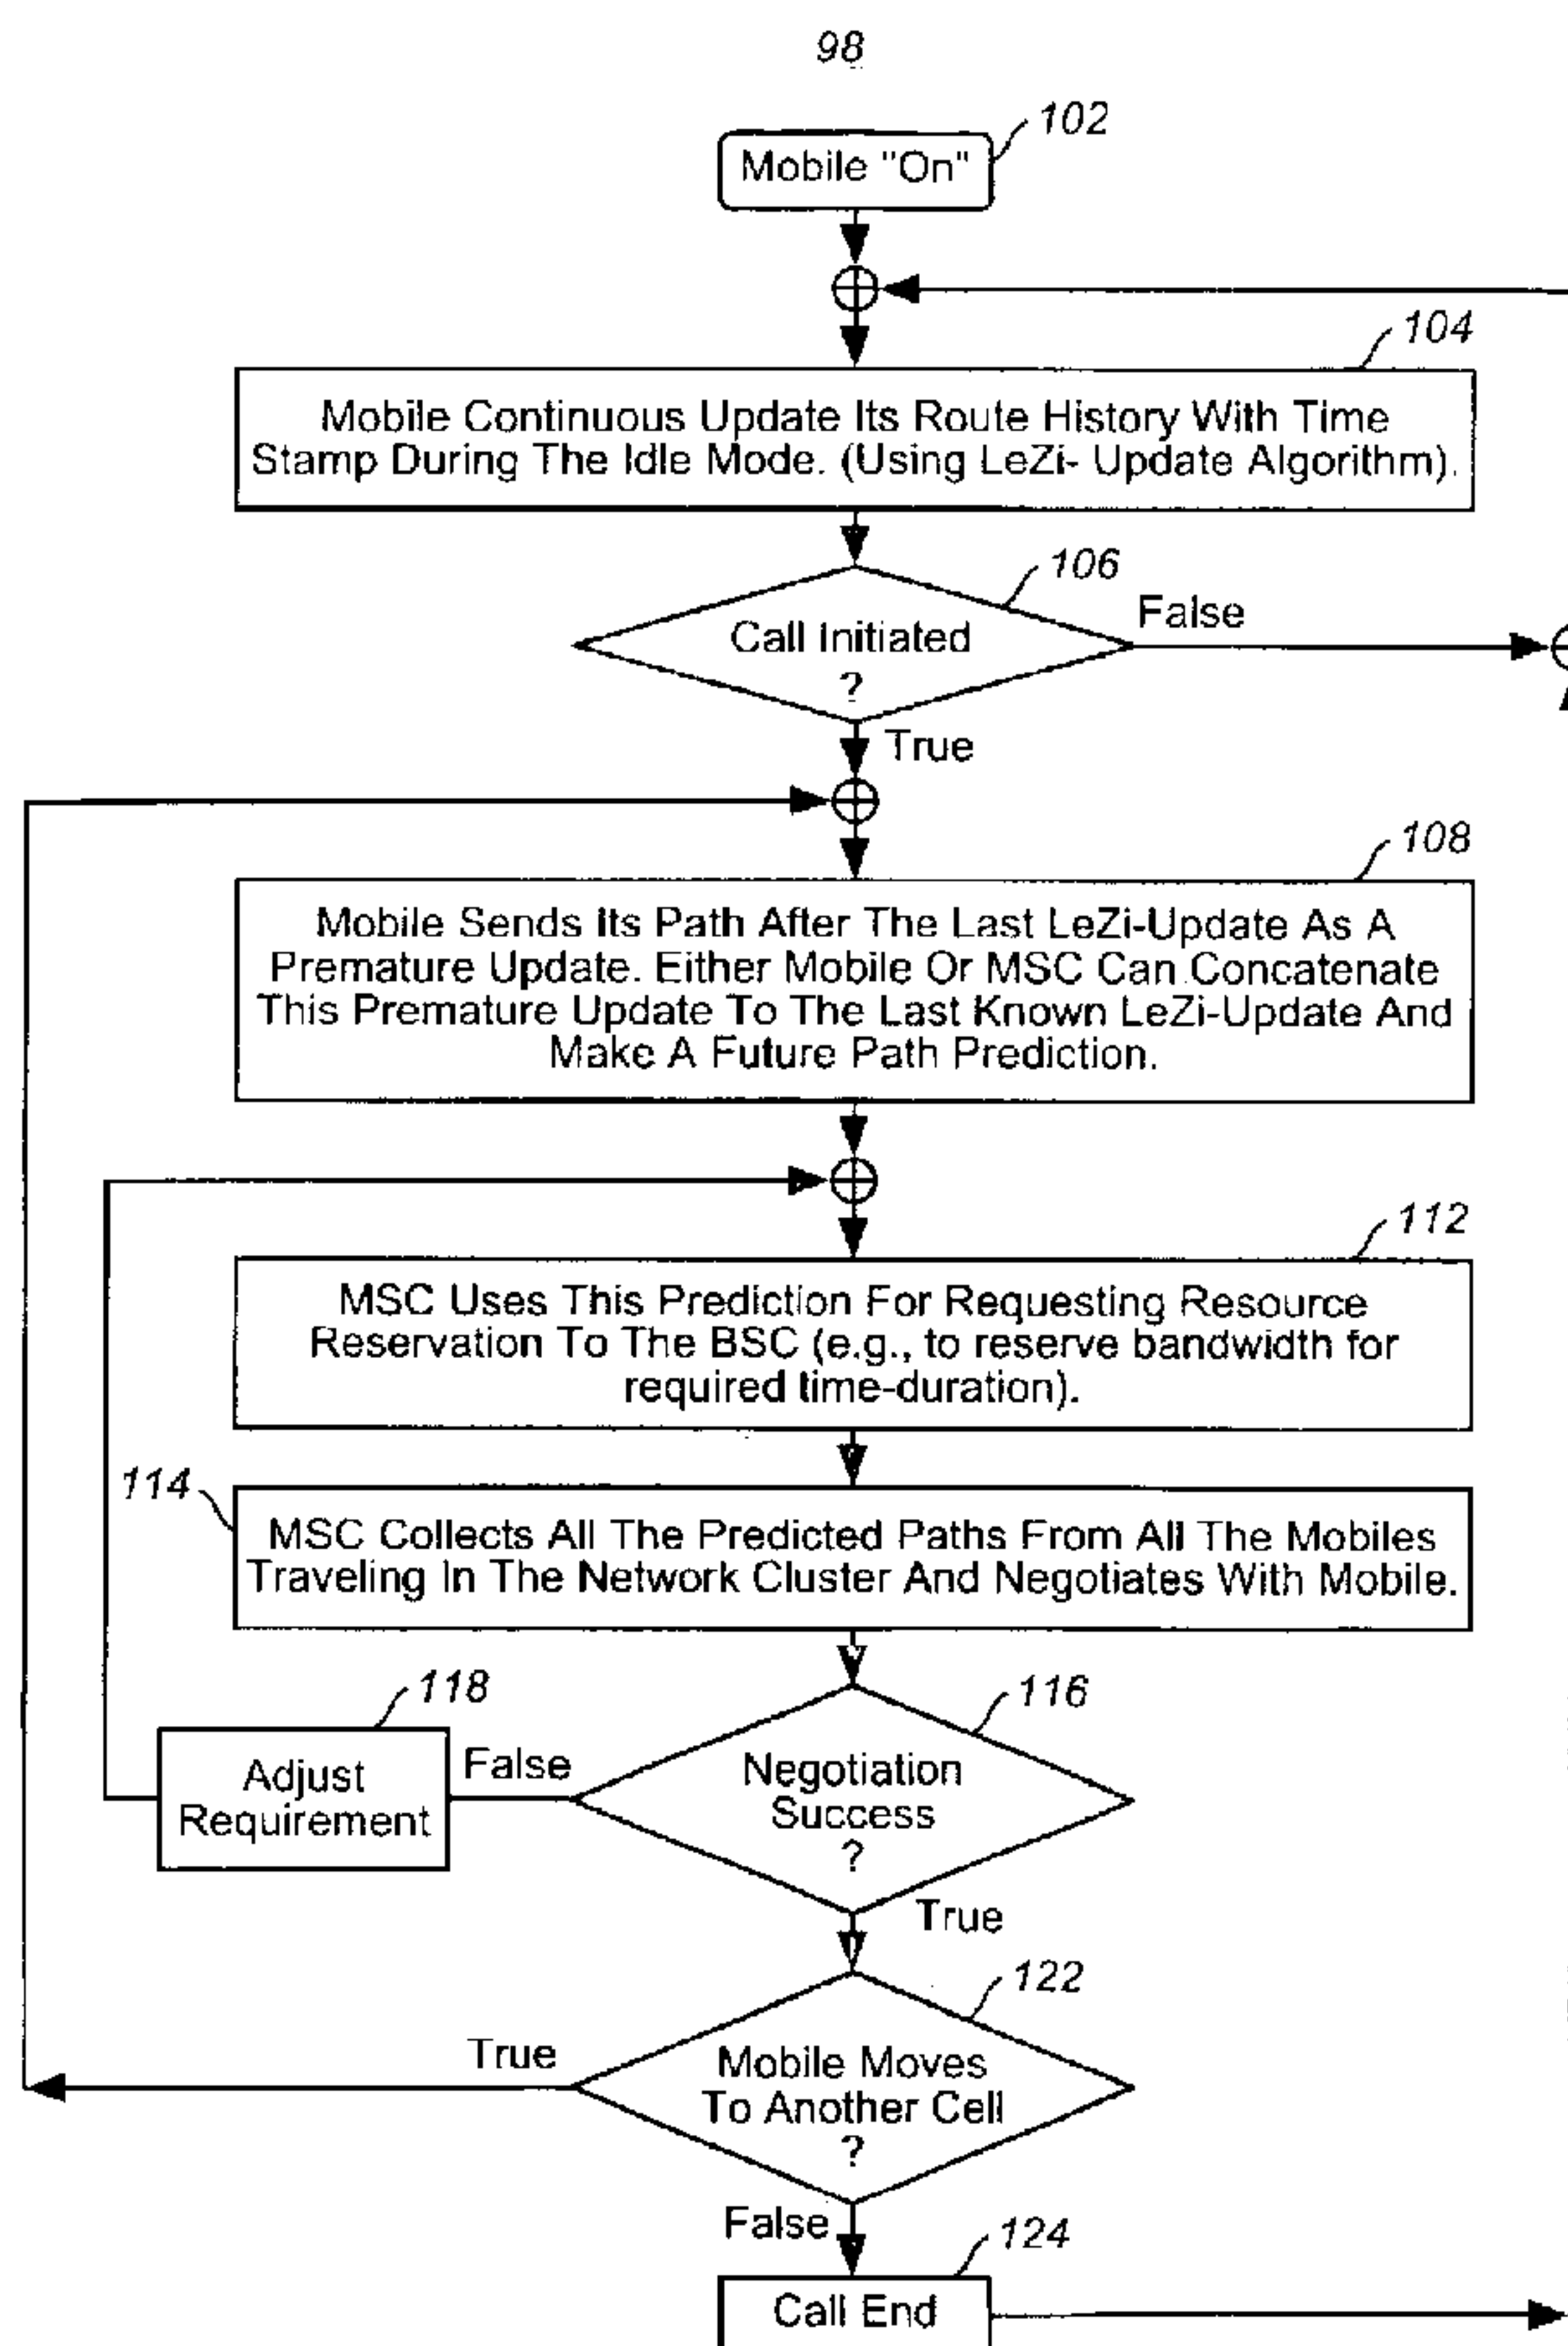 98
102
Mobile "On"
104
Mobile Continuous Update Its Route History With Time
Stamp During The Idle Mode. (Using LeZi- Update Algorithm).
106
Call Initiated
?
False
True
108
Mobile Sends Its Path After The Last LeZi-Update As A
Premature Update. Either Mobile Or MSC Can Concatenate
This Premature Update To The Last Known LeZi-Update And
Make A Future Path Prediction.
112
MSC Uses This Prediction For Requesting Resource
Reservation To The BSC (e.g., to reserve bandwidth for
required time-duration).
114
MSC Collects All The Predicted Paths From All The Mobiles
Traveling In The Network Cluster And Negotiates With Mobile.
118
116
Adjust
Requirement
False
Negotiation
Success
?
True
122
True
Mobile Moves
To Another Cell
?
False
124
Call End